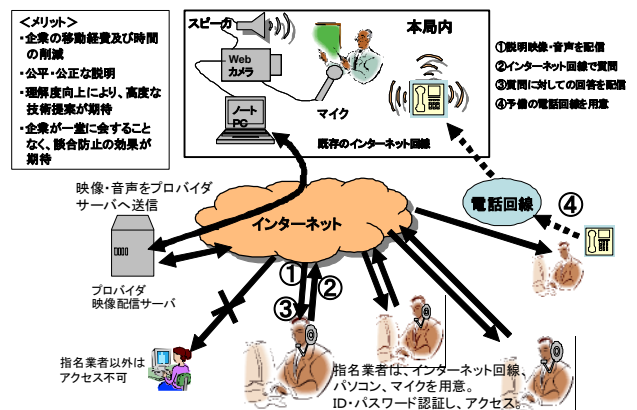 ＜メリット＞
・企業の移動経費及び時間
の削減
・公平・公正な説明
・理解度向上により、高度な
技術提案が期待
・企業が一堂に会すること
なく、談合防止の効果が
期待
スピーカ
本局内
Web
カメラ
マイク
ノート
PC
既存のインターネット回線
①説明映像・音声を配信
②インターネット回線で質問
③質問に対しての回答を配信
④予備の電話回線を用意
映像・音声をプロバイダ
サーバへ送信
インターネット
電話回線
④
プロバイダ
映像配信サーバ
①
②
③
指名業者以外は
アクセス不可
指名業者は、インターネット回線、
パソコン、マイクを用意。
ID・パスワード認証し、アクセス。